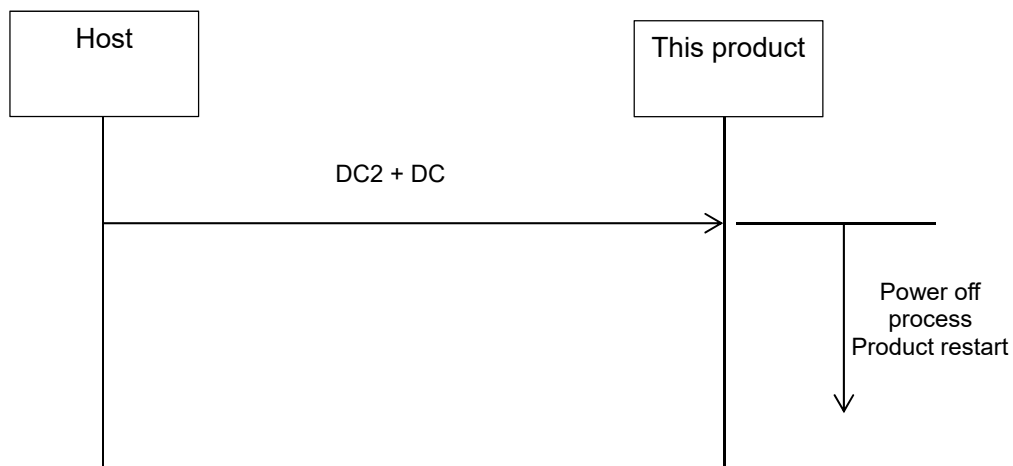 Host
This product
DC2 + DC
Power off
process
Product restart